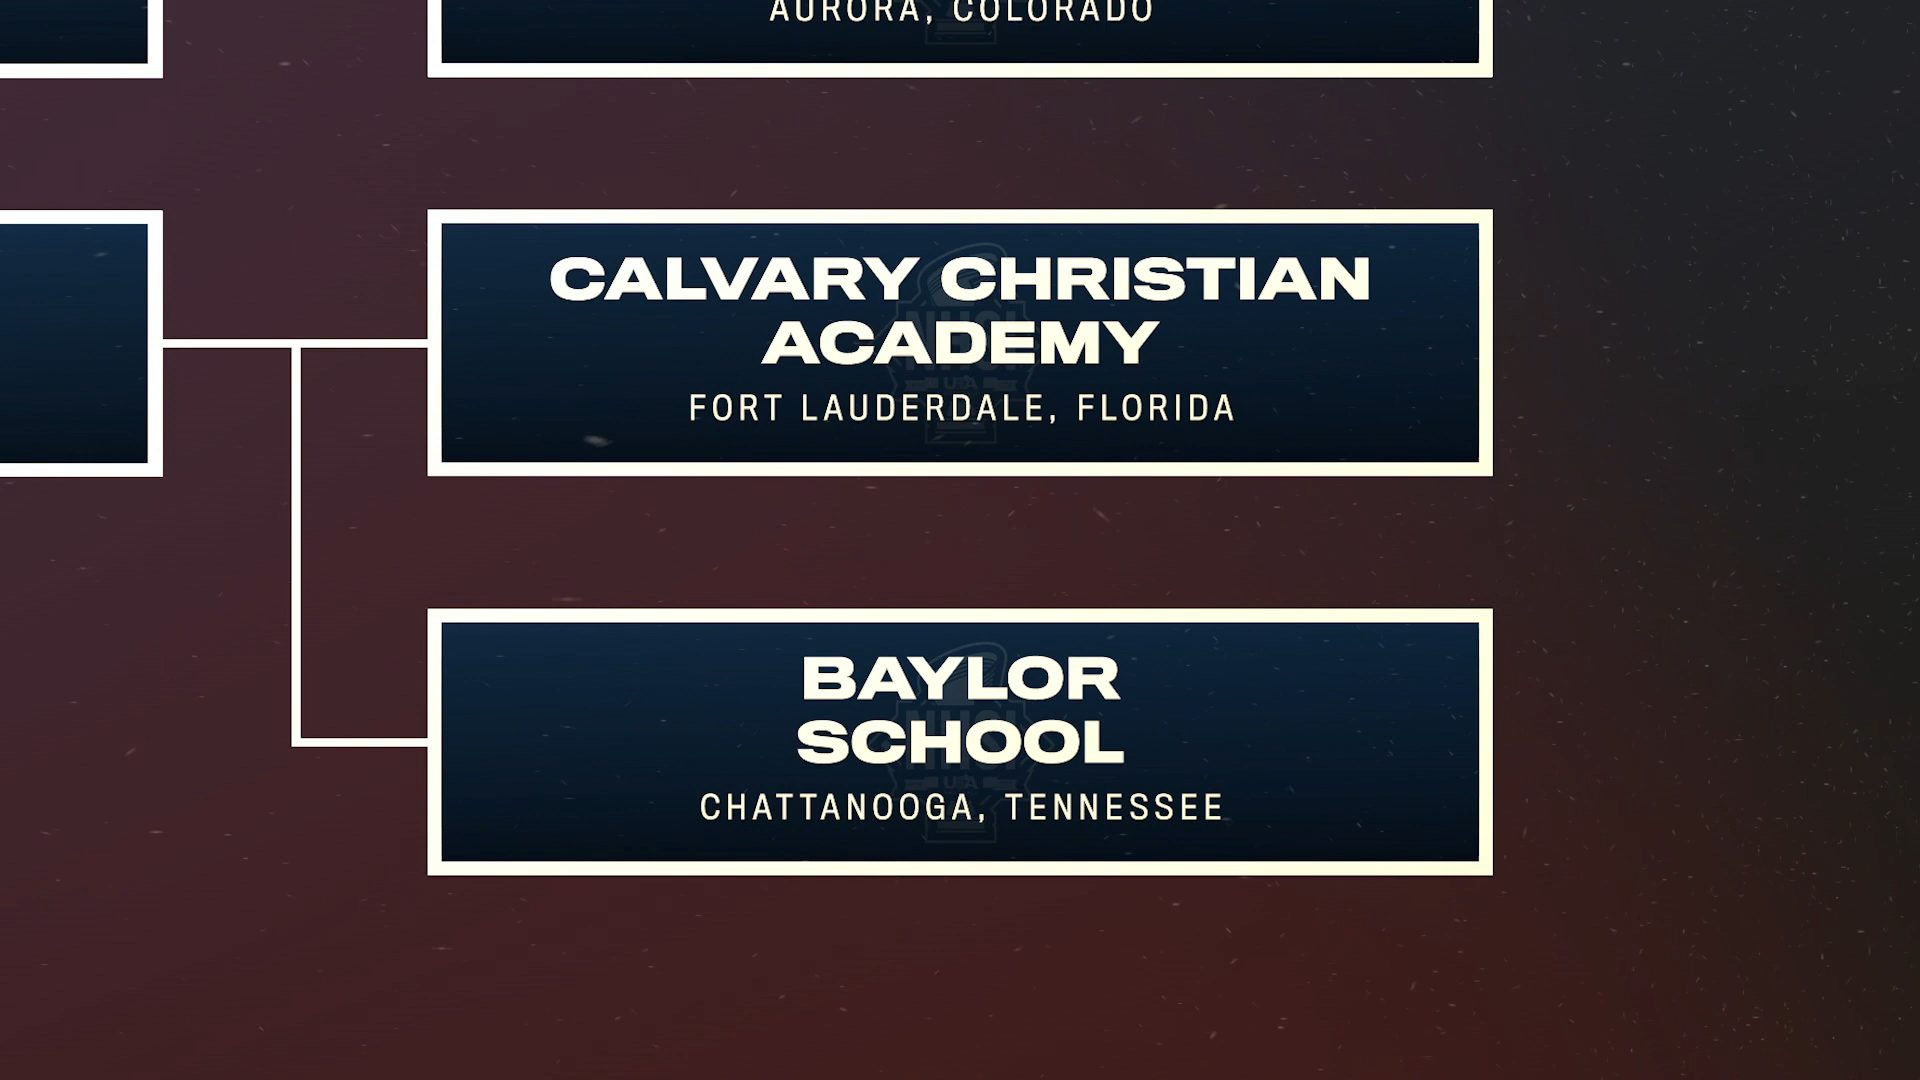 AURORA, COLORADO
CALVARY CHRISTIAN
ACADEMY
FORT LAUDERDALE, FLORIDA
BAYLOR
SCHOOL
CHATTANOOGA, TENNESSEE